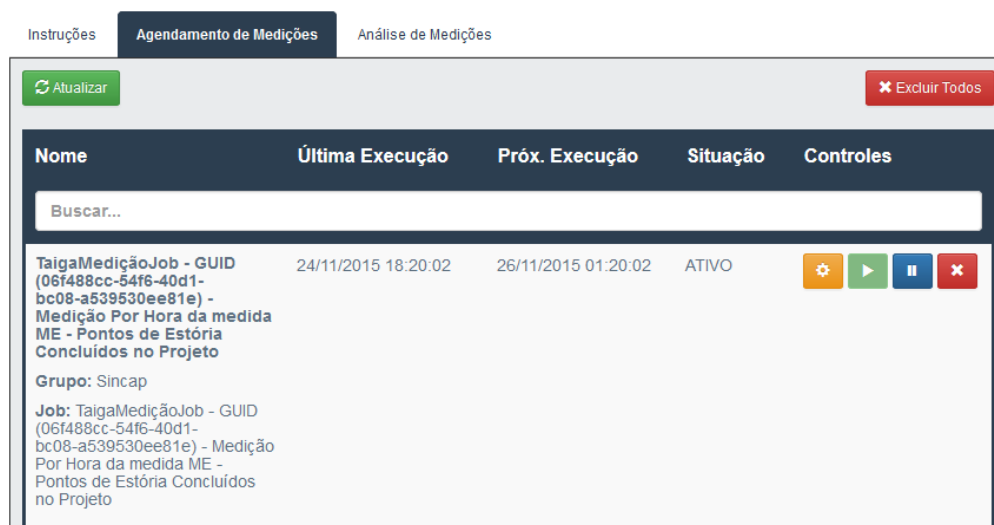 Instruções Agendamento de Medições Análise de Medições
Atualizar Excluir Todos
Nome Última Execução Próx. Execução Situação Controles
Buscar...
TaigaMediçãoJob - GUID 24/11/2015 18:20:02 26/11/2015 01:20:02 ATIVO
(06f488cc-54f6-40d1-
bc08-a539530ee81e) -
Medição Por Hora da medida
ME - Pontos de Estória
Concluídos no Projeto
Grupo: Sincap
Job: TaigaMediçãoJob - GUID
(06f488cc-54f6-40d1-
bc08-a539530ee81e) - Medição
Por Hora da medida ME -
Pontos de Estória Concluídos
no Projeto